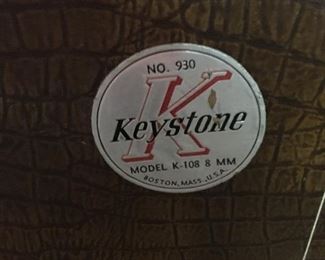 NO. 930
K
Keystone
MODEL K-108 8 MM
BOSTON, MASS., U.S.A.